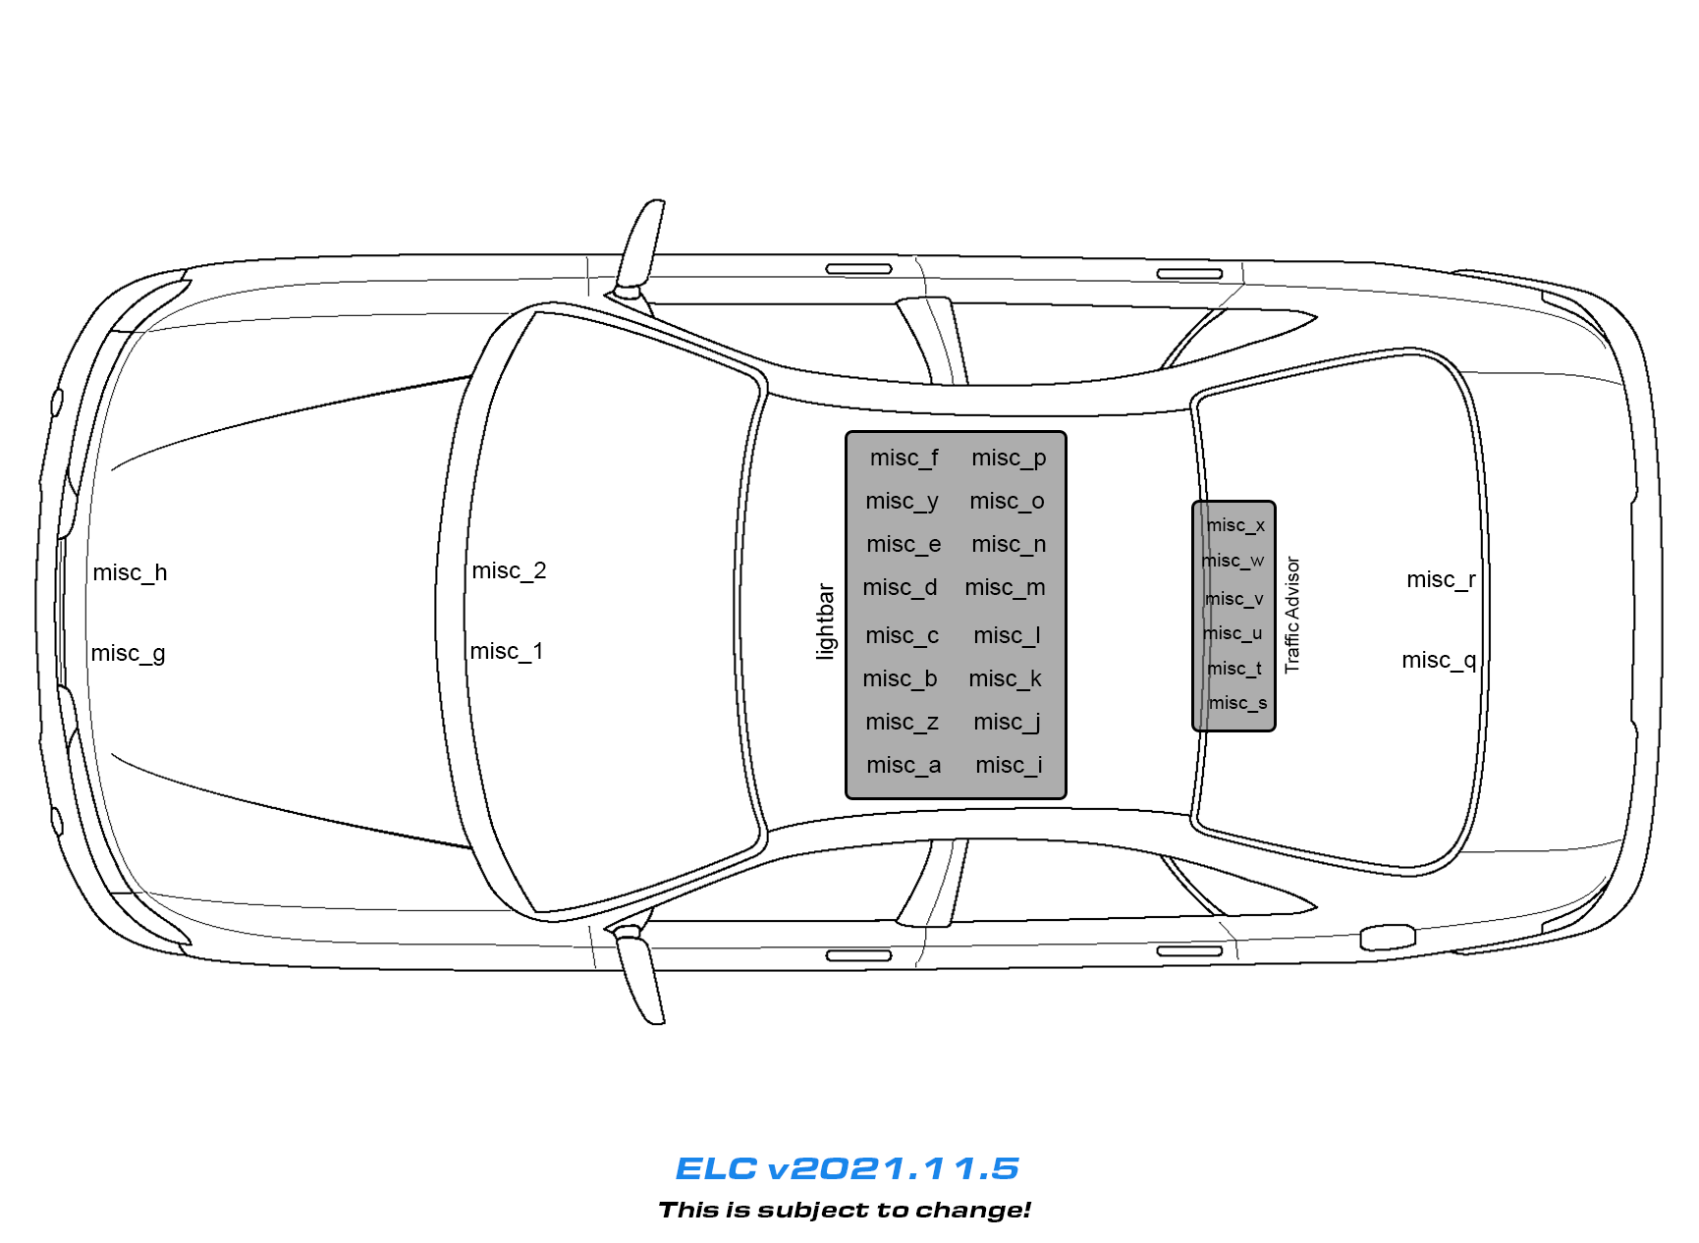 misc_h
misc_g
misc_2
misc_1
lightbar
misc_f misc_p
misc_y misc_o
misc_e misc_n
misc_d misc_m
misc_c misc_l
misc_b misc_k
misc_z misc_j
misc_a misc_i
misc_x
misc_w
misc_v
misc_u
misc_t
misc_s
Traffic Advisor
misc_r
misc_q
ELC v2021.11.5
This is subject to change!